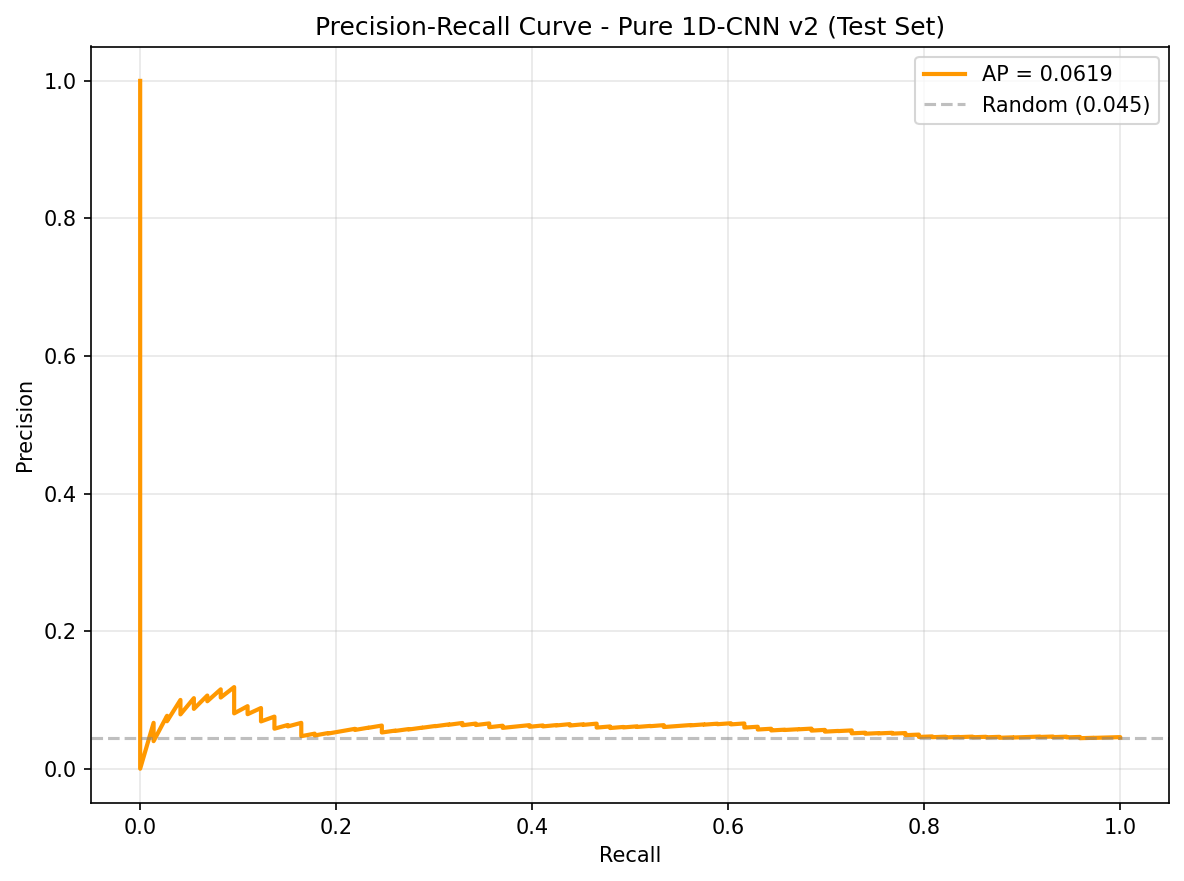 Precision-Recall Curve - Pure 1D-CNN v2 (Test Set)
AP = 0.0619
Random (0.045)
1.0
0.8
0.6
0.4
0.2
0.0
Precision
0.0 0.2 0.4 0.6 0.8 1.0
Recall